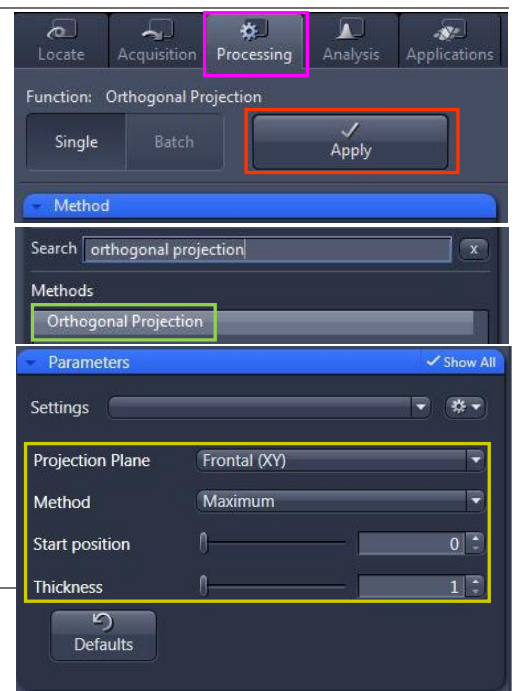 Locate Acquisition Processing Analysis Applications
Function: Orthogonal Projection
Single Batch Apply
Method
Search orthogonal projection x
Methods
Orthogonal Projection
Parameters Show All
Settings
Projection Plane Frontal (XY)
Method Maximum
Start position 0
Thickness 1
Defaults